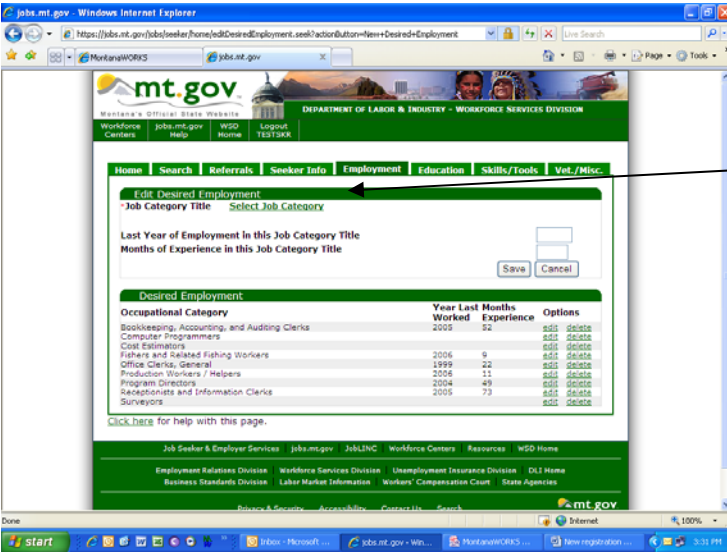 jobs.mt.gov - Windows Internet Explorer
https://jobs.mt.gov/jobs/seeker/home/editDesiredEmployment.seek?actionButton=New++Desired+Employment
Live Search
MontanaWORKS jobs.mt.gov Page Tools
mt.gov
Montana's Official State Website
DEPARTMENT OF LABOR & INDUSTRY - WORKFORCE SERVICES DIVISION
Workforce Centers jobs.mt.gov Help WSD Home Logout TESTSKR
Home Search Referrals Seeker Info Employment Education Skills/Tools Vet./Misc.
Edit Desired Employment
*Job Category Title Select Job Category
Last Year of Employment in this Job Category Title
Months of Experience in this Job Category Title
Save Cancel
Desired Employment
Occupational Category Year Last Worked Months Experience Options
Bookkeeping, Accounting, and Auditing Clerks 2005 52 edit delete
Computer Programmers edit delete
Cost Estimators edit delete
Fishers and Related Fishing Workers 2006 9 edit delete
Office Clerks, General 1999 22 edit delete
Production Workers / Helpers 2006 11 edit delete
Program Directors 2004 49 edit delete
Receptionists and Information Clerks 2005 73 edit delete
Surveyors edit delete
Click here for help with this page.
Job Seeker & Employer Services jobs.mt.gov JobLINC Workforce Centers Resources WSD Home
Employment Relations Division Workforce Services Division Unemployment Insurance Division DLI Home
Business Standards Division Labor Market Information Workers' Compensation Court State Agencies
Privacy & Security Accessibility Contact Us Search mt.gov
Done Internet 100%
start Inbox - Microsoft ... jobs.mt.gov - Win... MontanaWORKS ... New registration ... 3:31 PM